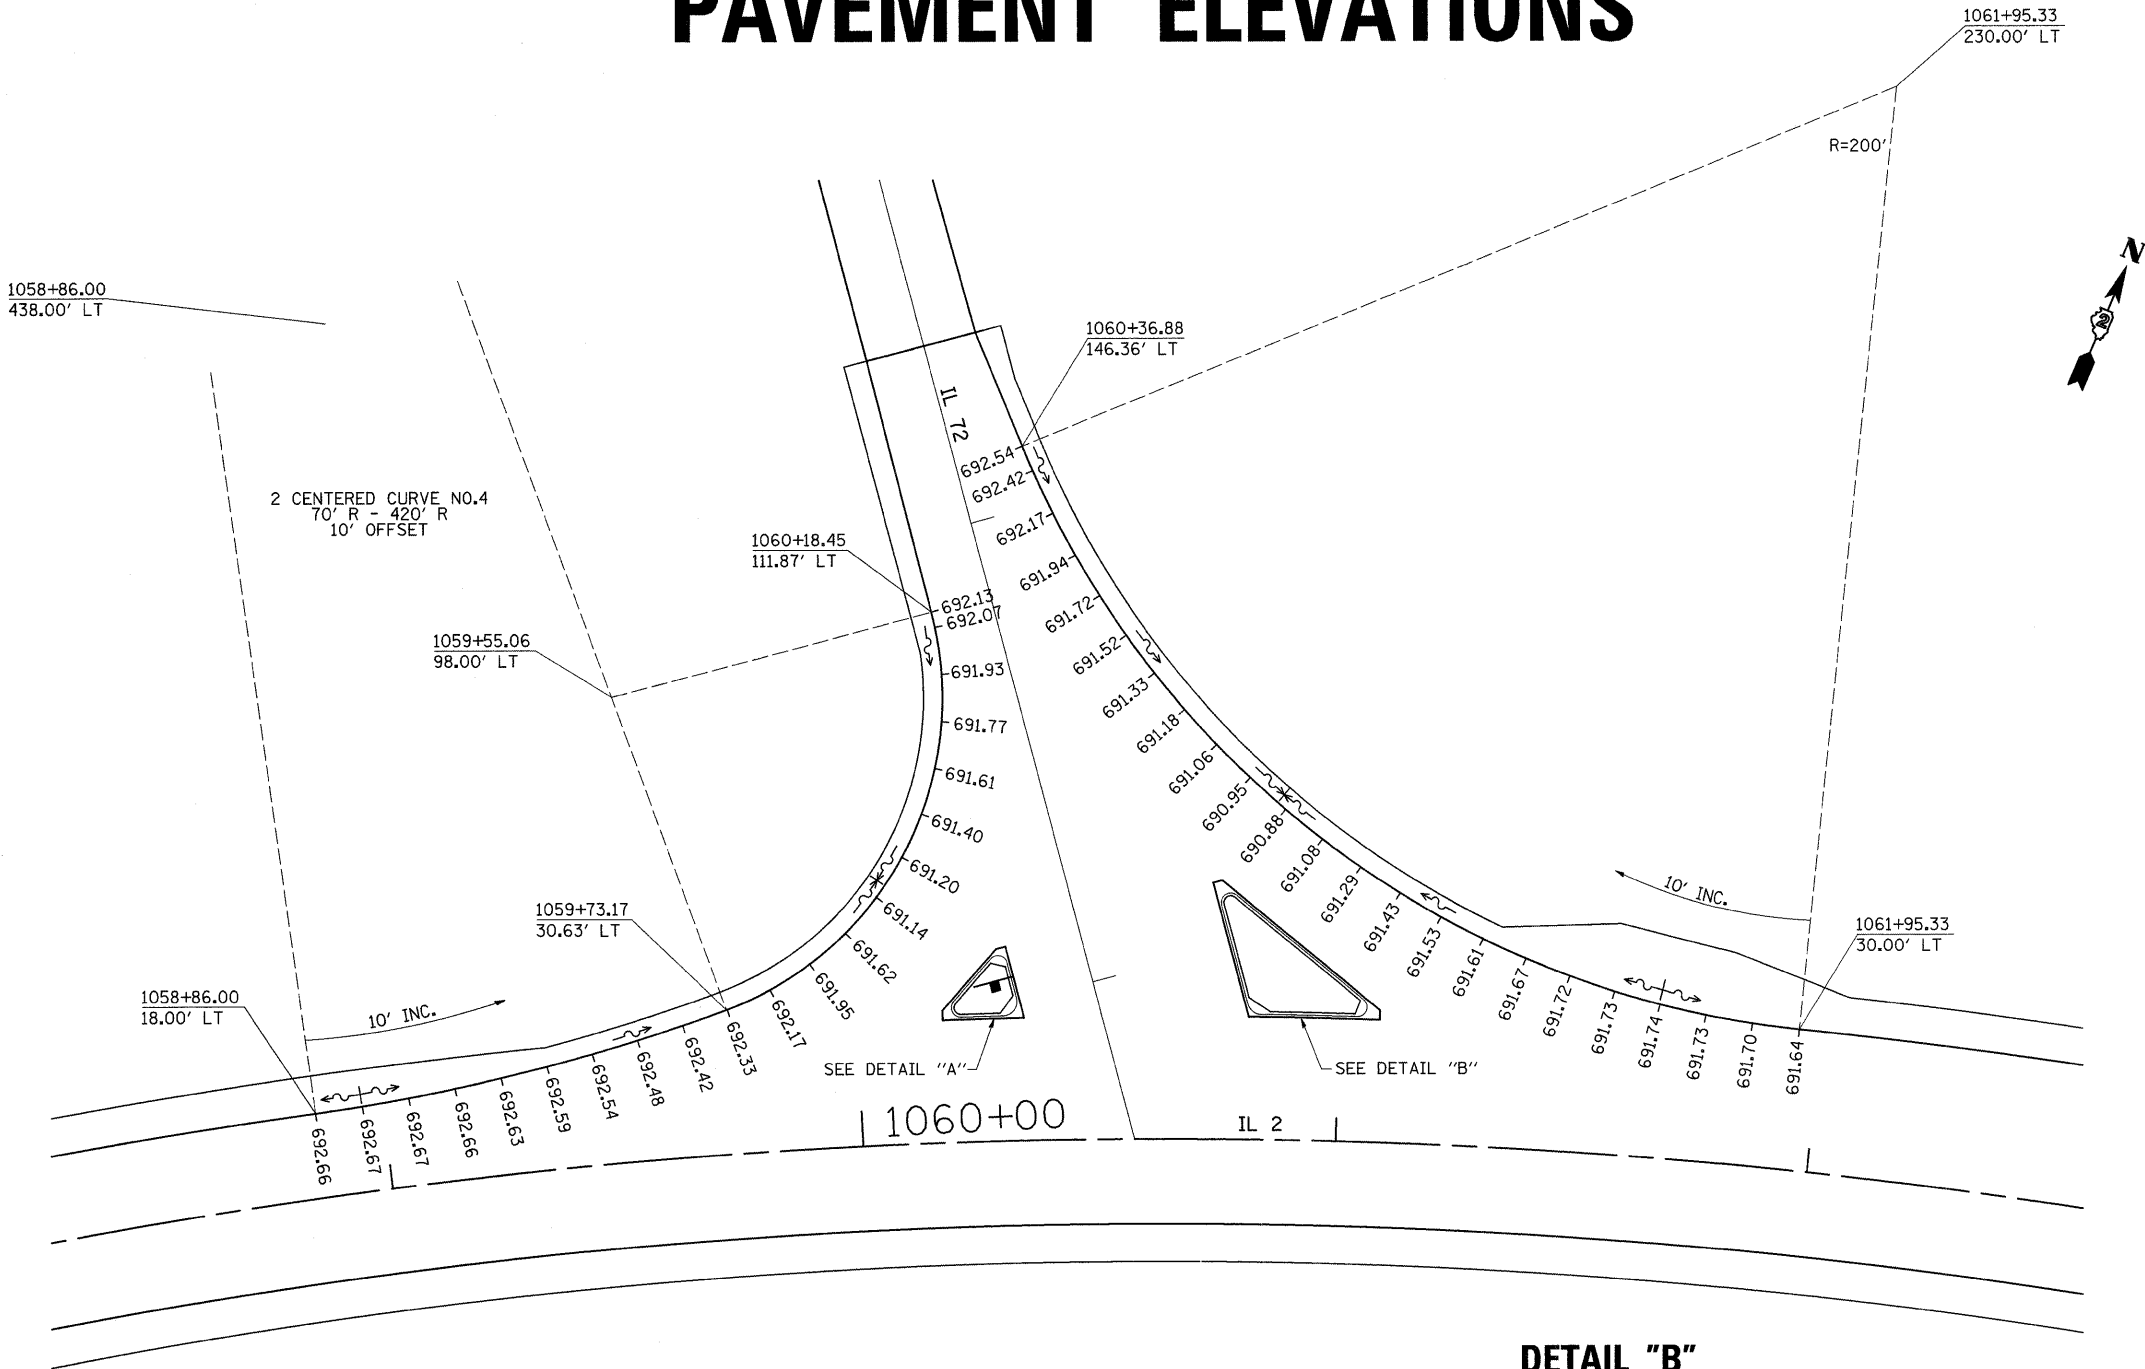 PAVEMENT ELEVATIONS
1061+95.33
230.00' LT
R=200'
N
2
1058+86.00
438.00' LT
1060+36.88
146.36' LT
IL 72
2 CENTERED CURVE NO.4
70' R - 420' R
10' OFFSET
1060+18.45
111.87' LT
1059+55.06
98.00' LT
692.54
692.42
692.17
691.94
691.72
691.52
691.33
691.18
691.06
690.95
690.88
691.08
691.29
691.43
691.53
691.61
691.67
691.72
691.73
691.74
691.73
691.70
691.64
692.13
692.07
691.93
691.77
691.61
691.40
691.20
691.14
691.62
691.95
692.17
692.33
692.42
692.48
692.54
692.59
692.63
692.66
692.67
692.67
692.66
10' INC.
1059+73.17
30.63' LT
1061+95.33
30.00' LT
1058+86.00
18.00' LT
10' INC.
SEE DETAIL "A"
SEE DETAIL "B"
1060+00
IL 2
DETAIL "B"